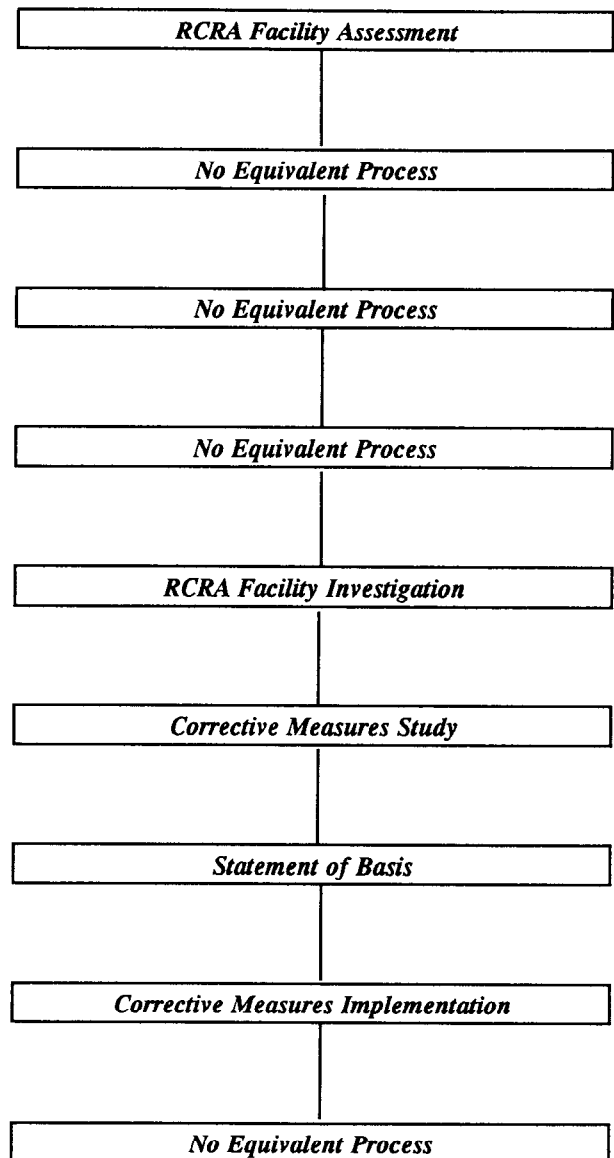 RCRA Facility Assessment
No Equivalent Process
No Equivalent Process
No Equivalent Process
RCRA Facility Investigation
Corrective Measures Study
Statement of Basis
Corrective Measures Implementation
No Equivalent Process